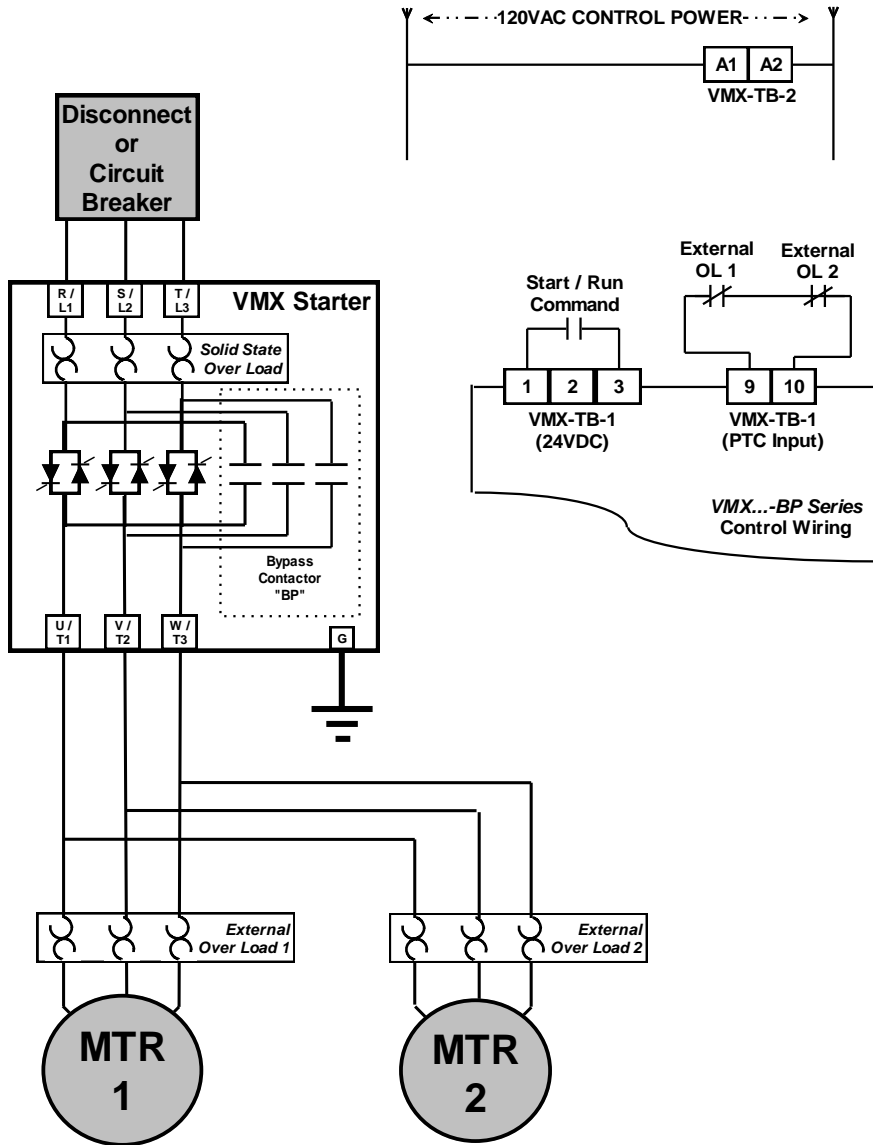 120VAC CONTROL POWER
A1 A2
VMX-TB-2
Disconnect
or
Circuit
Breaker
R /
L1
S /
L2
T /
L3
VMX Starter
Solid State
Over Load
Bypass
Contactor
"BP"
U /
T1
V /
T2
W /
T3
G
Start / Run
Command
1 2 3
VMX-TB-1
(24VDC)
External
OL 1
External
OL 2
9 10
VMX-TB-1
(PTC Input)
VMX...-BP Series
Control Wiring
External
Over Load 1
External
Over Load 2
MTR
1
MTR
2